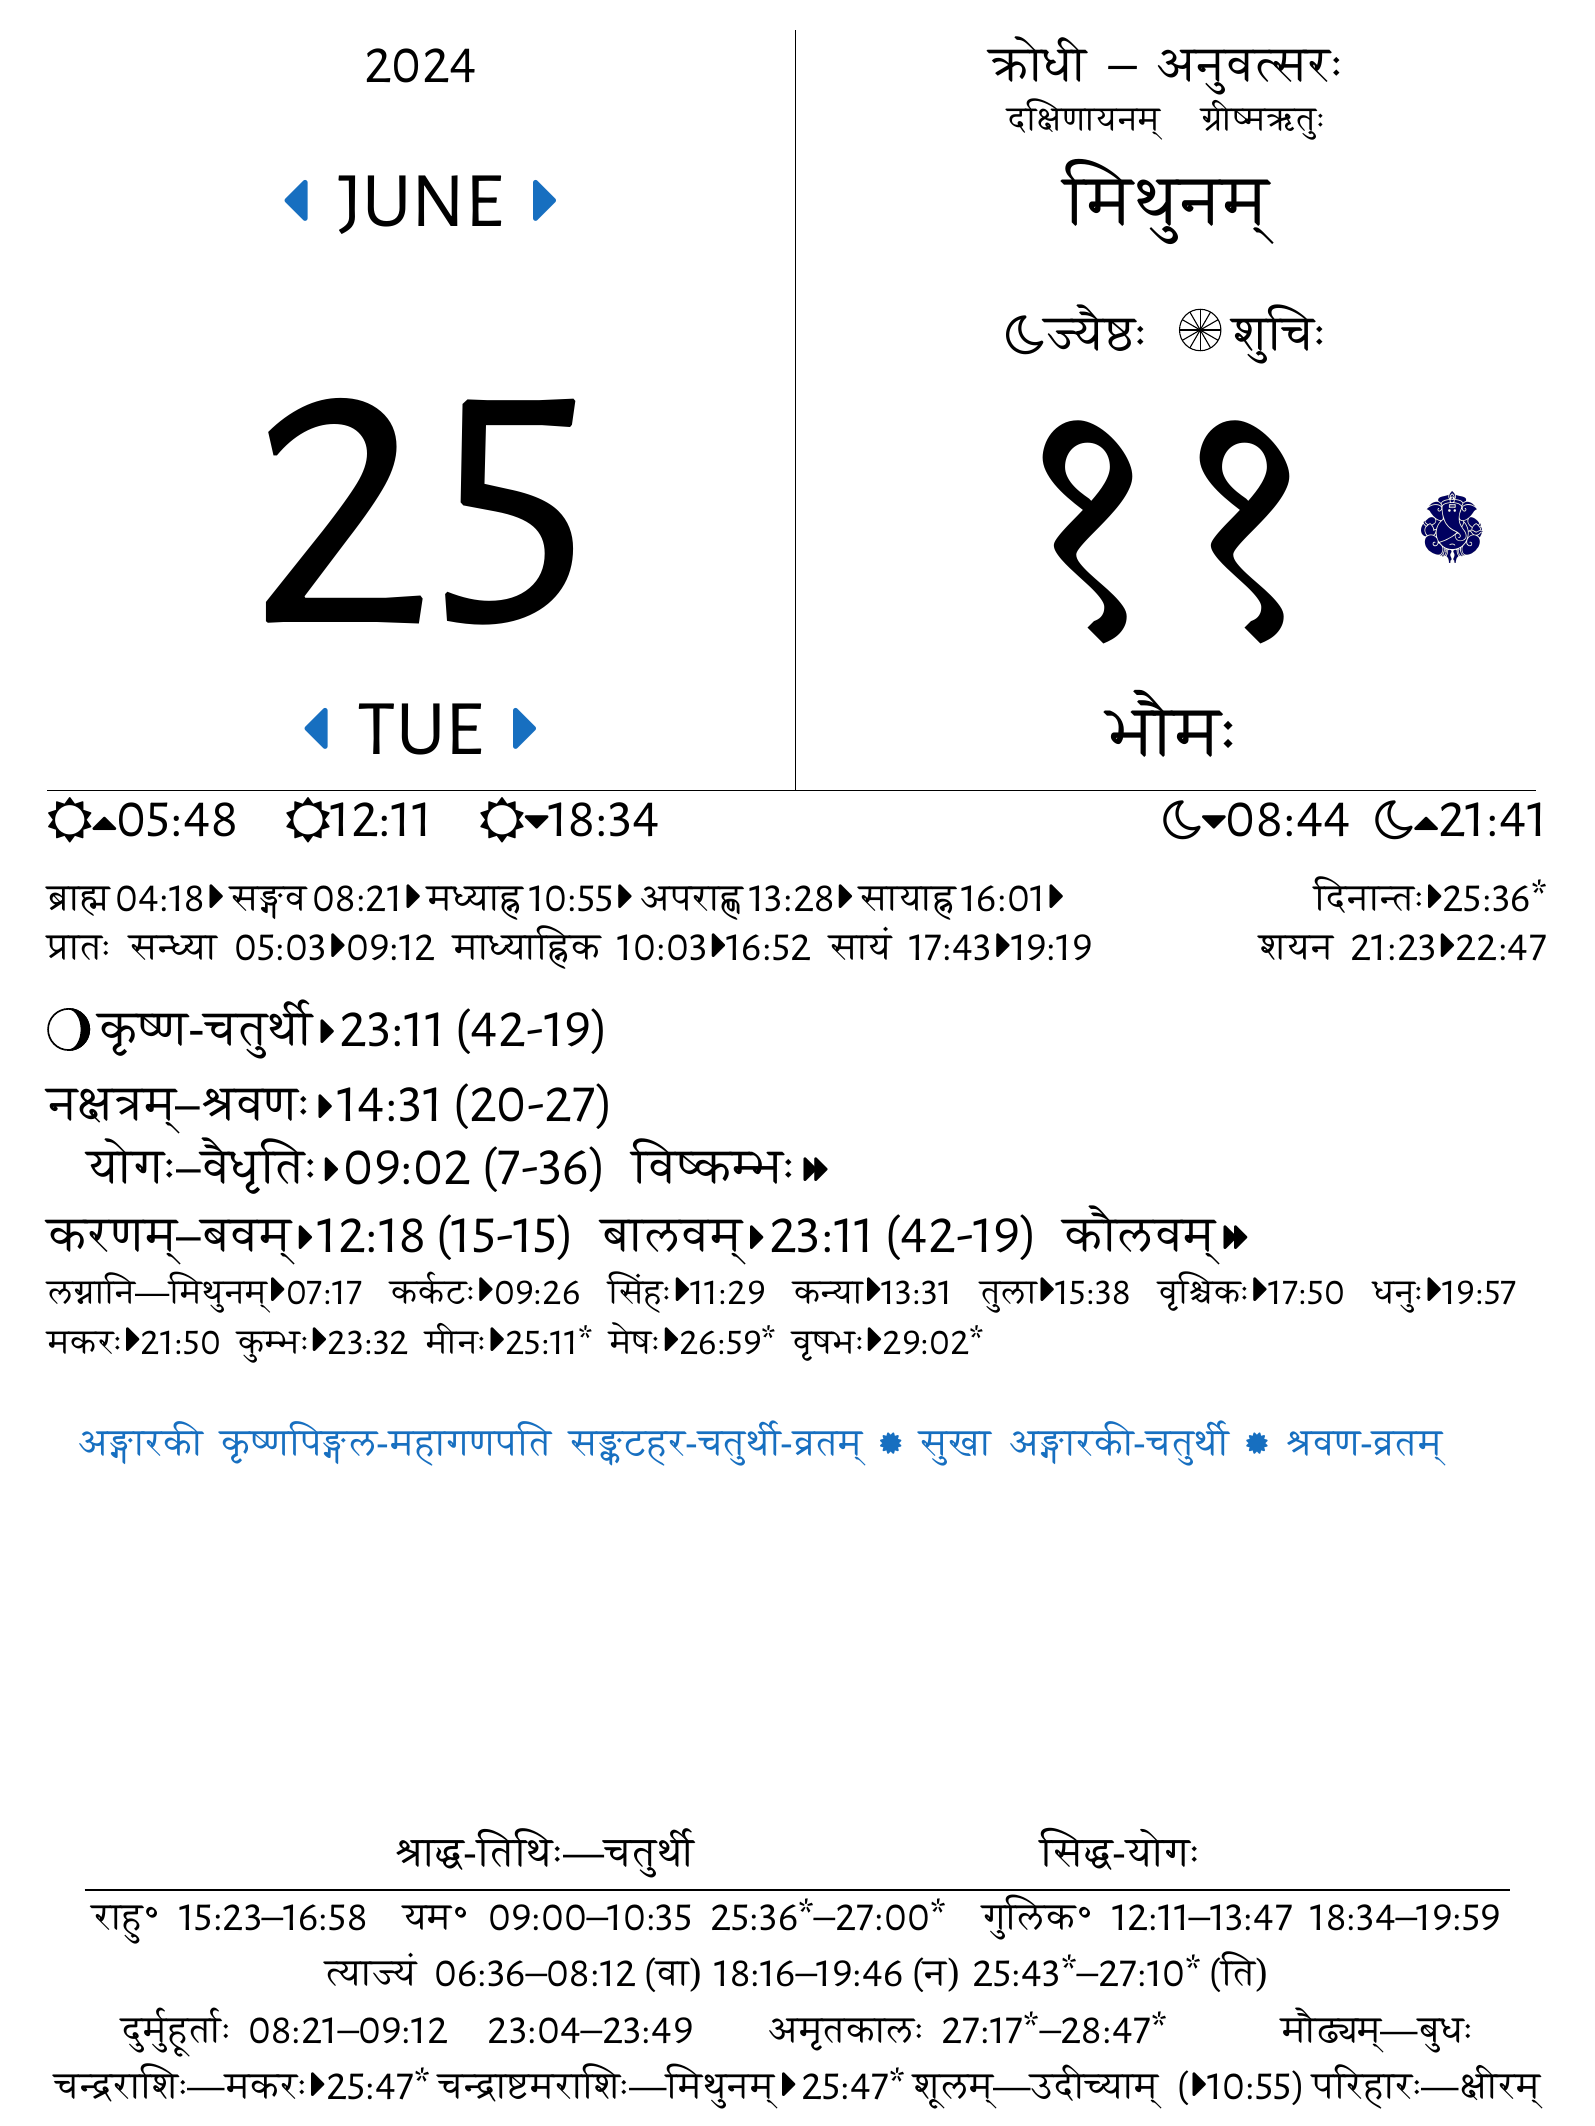 2024
JUNE
25
TUE
क्रोधी – अनुवत्सरः
दक्षिणायनम् ग्रीष्मऋतुः
मिथुनम्
ज्यैष्ठः शुचिः
११
भौमः
05:48 12:11 18:34 08:44 21:41
ब्राह्म 04:18 सङ्गव 08:21 मध्याह्न 10:55 अपराह्ण 13:28 सायाह्न 16:01 दिनान्तः 25:36*
प्रातः सन्ध्या 05:03 09:12 माध्याह्निक 10:03 16:52 सायं 17:43 19:19 शयन 21:23 22:47
कृष्ण-चतुर्थी 23:11 (42-19)
नक्षत्रम्–श्रवणः 14:31 (20-27)
योगः–वैधृतिः 09:02 (7-36) विष्कम्भः
करणम्–बवम् 12:18 (15-15) बालवम् 23:11 (42-19) कौलवम्
लग्नानि—मिथुनम् 07:17 कर्कटः 09:26 सिंहः 11:29 कन्या 13:31 तुला 15:38 वृश्चिकः 17:50 धनुः 19:57
मकरः 21:50 कुम्भः 23:32 मीनः 25:11* मेषः 26:59* वृषभः 29:02*
अङ्गारकी कृष्णपिङ्गल-महागणपति सङ्कटहर-चतुर्थी-व्रतम् ✹ सुखा अङ्गारकी-चतुर्थी ✹ श्रवण-व्रतम्
श्राद्ध-तिथिः—चतुर्थी सिद्ध-योगः
राहु॰ 15:23–16:58 यम॰ 09:00–10:35 25:36*–27:00* गुलिक॰ 12:11–13:47 18:34–19:59
त्याज्यं 06:36–08:12 (वा) 18:16–19:46 (न) 25:43*–27:10* (ति)
दुर्मुहूर्ताः 08:21–09:12 23:04–23:49 अमृतकालः 27:17*–28:47* मौढ्यम्—बुधः
चन्द्रराशिः—मकरः 25:47* चन्द्राष्टमराशिः—मिथुनम् 25:47* शूलम्—उदीच्याम् (10:55) परिहारः—क्षीरम्